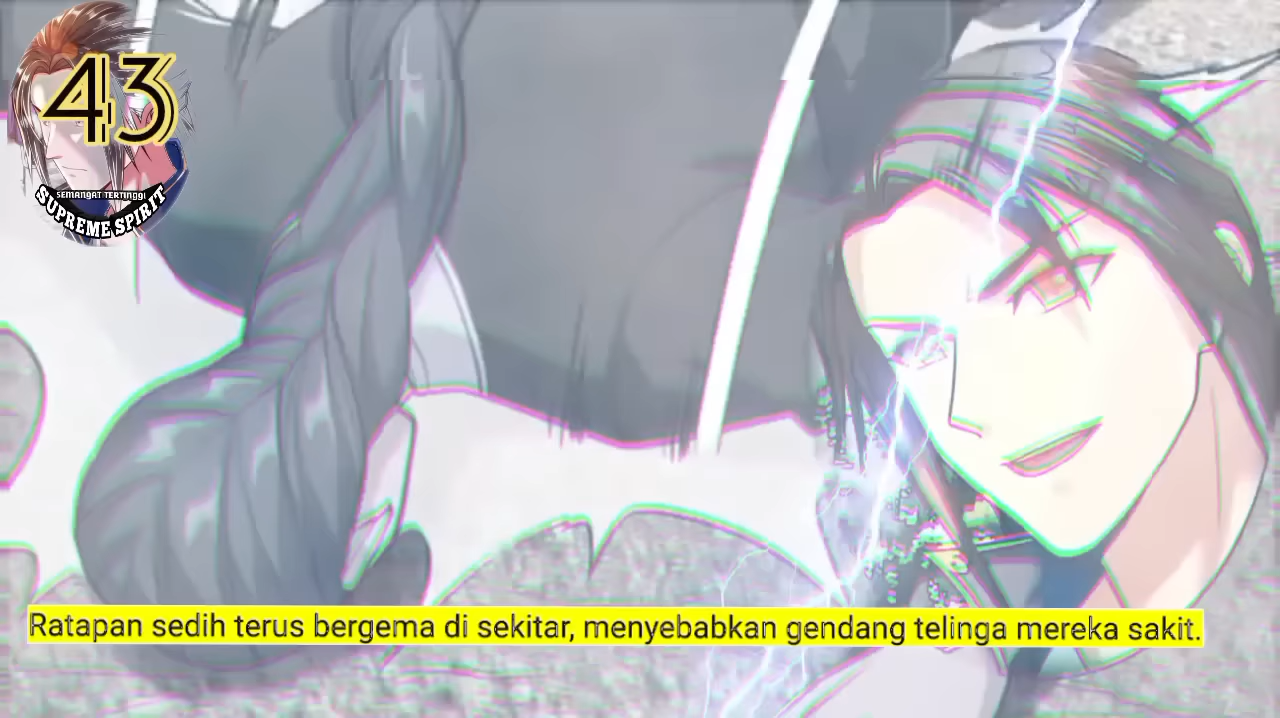 43
SEMANGAT TERTINGGI
SUPREME SPIRIT
Ratapan sedih terus bergema di sekitar, menyebabkan gendang telinga mereka sakit.